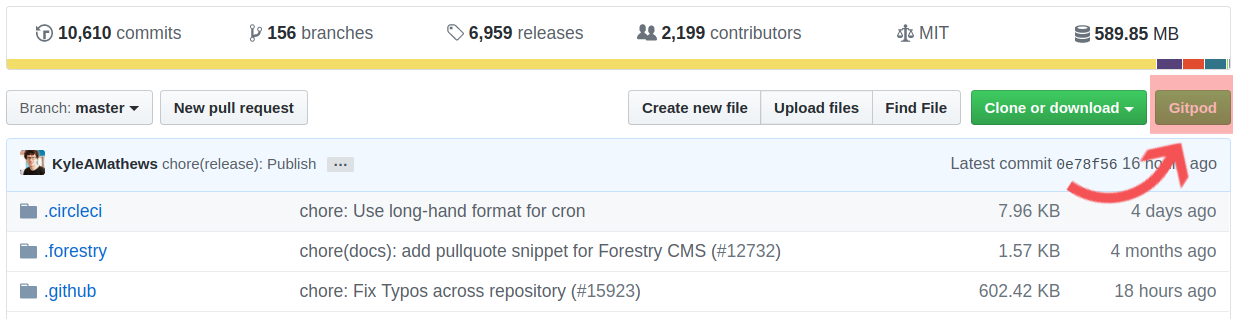 10,610 commits 156 branches 6,959 releases 2,199 contributors MIT 589.85 MB
Branch: master New pull request Create new file Upload files Find File Clone or download Gitpod
KyleAMathews chore(release): Publish ... Latest commit 0e78f56 16 hours ago
.circleci chore: Use long-hand format for cron 7.96 KB 4 days ago
.forestry chore(docs): add pullquote snippet for Forestry CMS (#12732) 1.57 KB 4 months ago
.github chore: Fix Typos across repository (#15923) 602.42 KB 18 hours ago